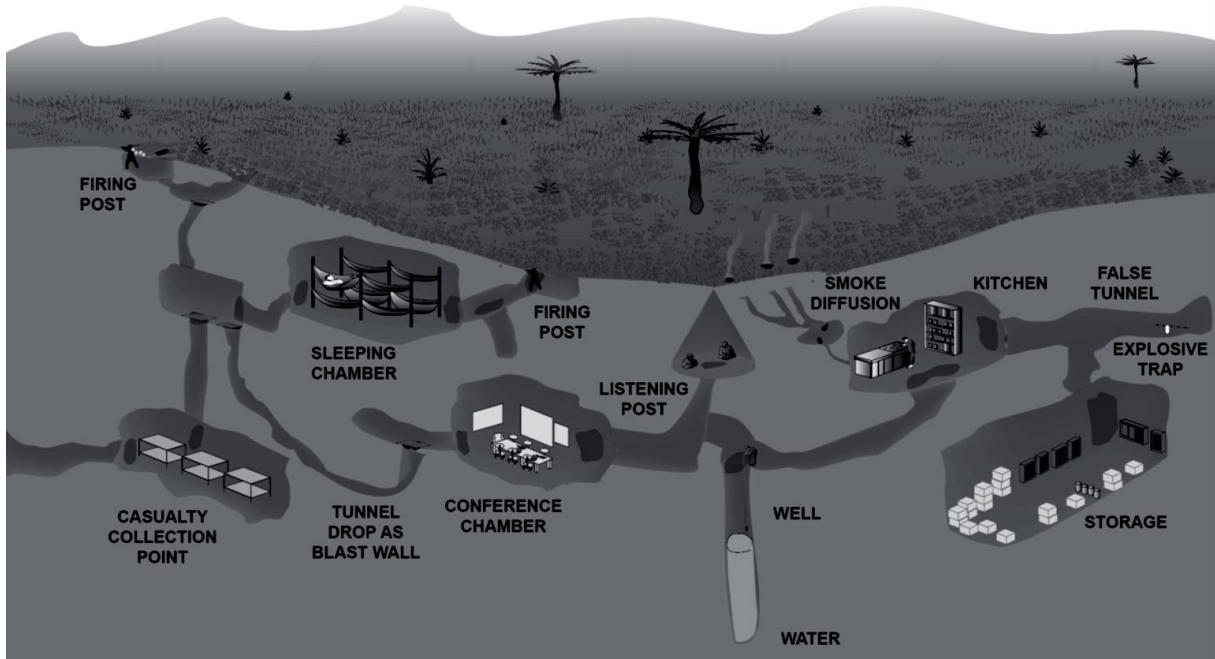 FIRING
POST
SLEEPING
CHAMBER
FIRING
POST
SMOKE
DIFFUSION
KITCHEN
FALSE
TUNNEL
EXPLOSIVE
TRAP
LISTENING
POST
CASUALTY
COLLECTION
POINT
TUNNEL
DROP AS
BLAST WALL
CONFERENCE
CHAMBER
WELL
STORAGE
WATER